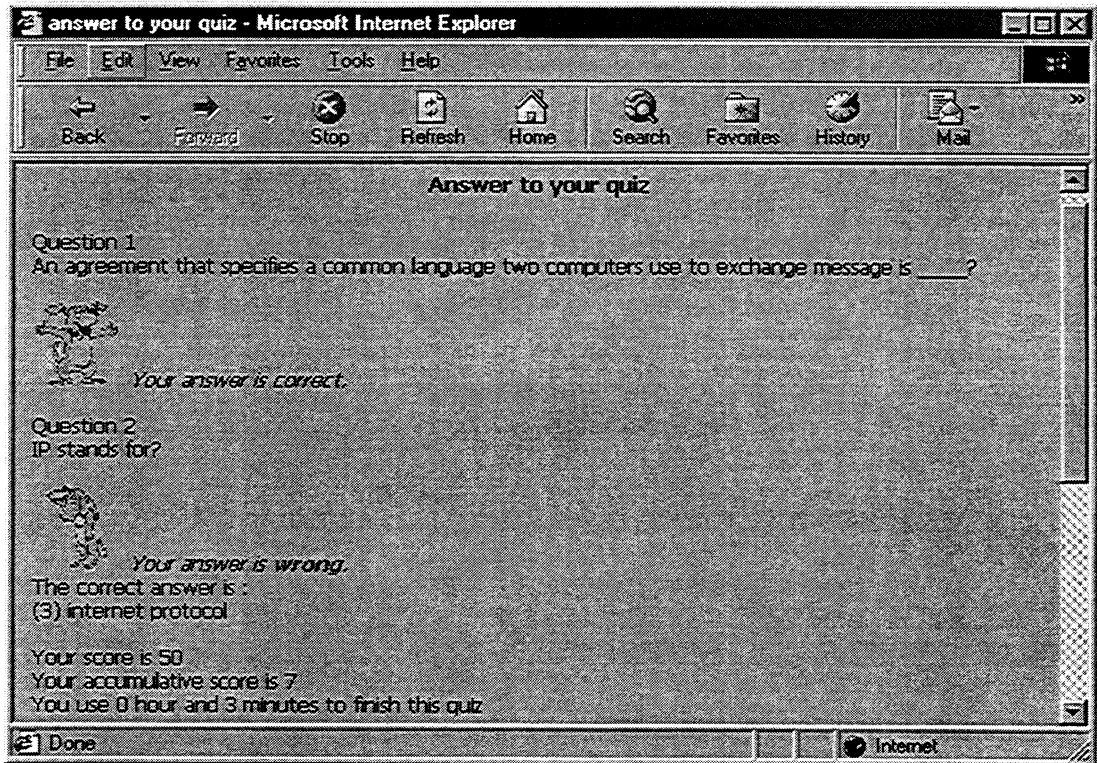 answer to your quiz - Microsoft Internet Explorer
File Edit View Favorites Tools Help
Back Forward Stop Refresh Home Search Favorites History Mail »
Answer to your quiz
Question 1
An agreement that specifies a common language two computers use to exchange message is ____?
Your answer is correct.
Question 2
IP stands for?
Your answer is wrong.
The correct answer is :
(3) internet protocol
Your score is 50
Your accumulative score is 7
You use 0 hour and 3 minutes to finish this quiz
Done Internet